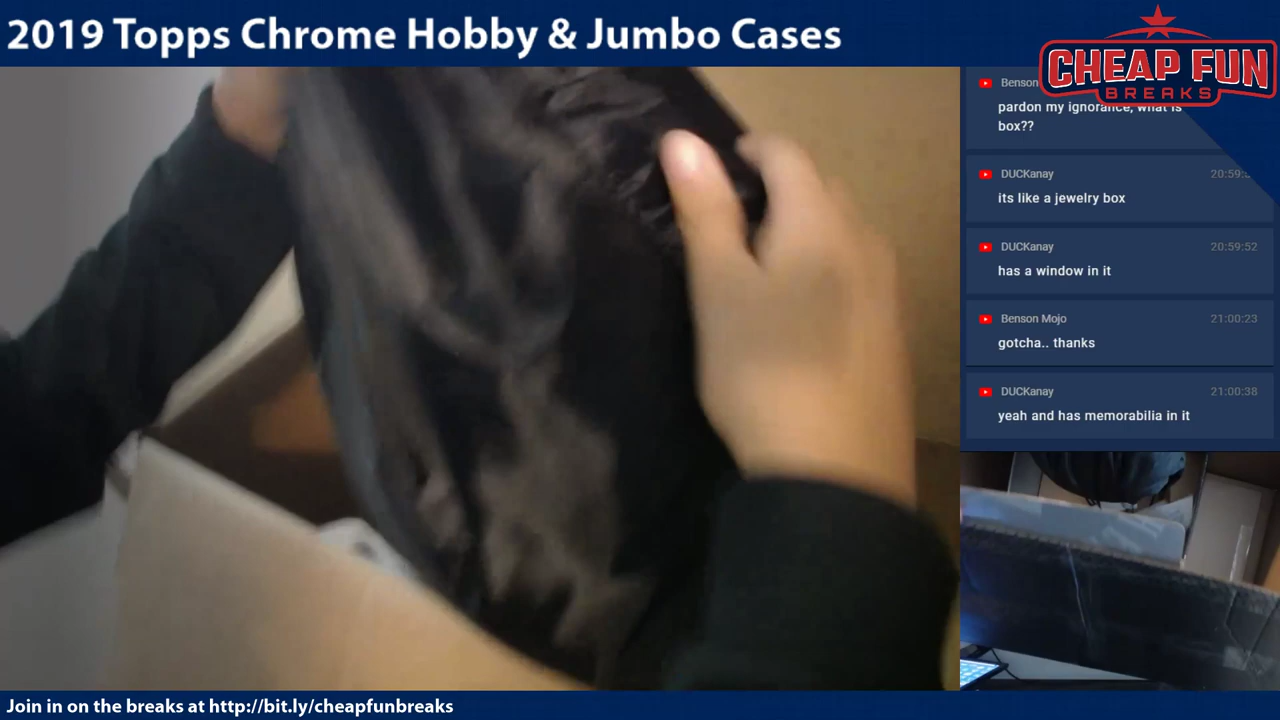 2019 Topps Chrome Hobby & Jumbo Cases
CHEAP FUN
BREAKS
Benson
pardon my ignorance, what is
box??
DUCKanay 20:59:
its like a jewelry box
DUCKanay 20:59:52
has a window in it
Benson Mojo 21:00:23
gotcha.. thanks
DUCKanay 21:00:38
yeah and has memorabilia in it
Join in on the breaks at http://bit.ly/cheapfunbreaks